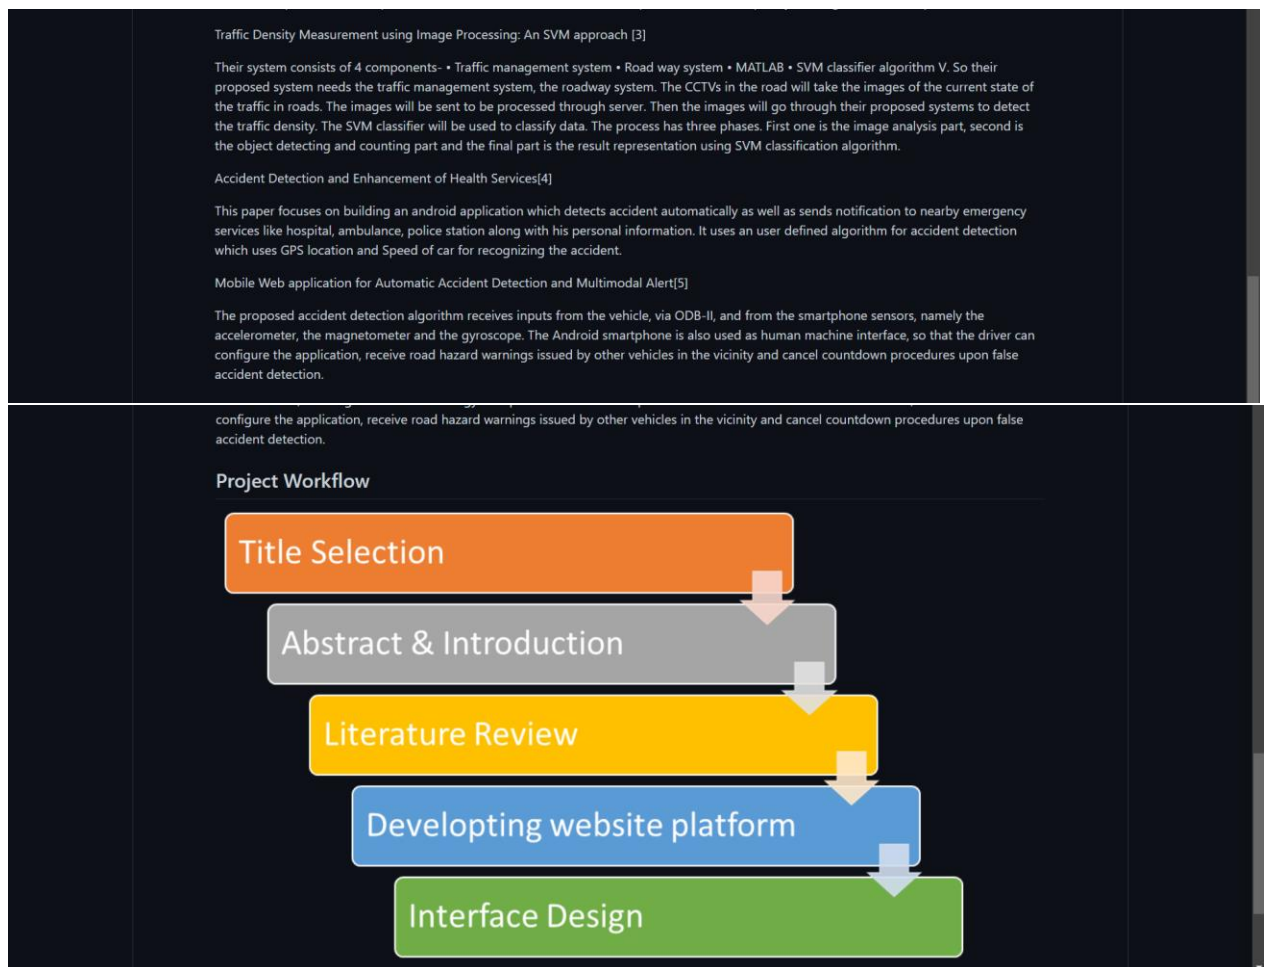 Traffic Density Measurement using Image Processing: An SVM approach [3]
Their system consists of 4 components- • Traffic management system • Road way system • MATLAB • SVM classifier algorithm V. So their
proposed system needs the traffic management system, the roadway system. The CCTVs in the road will take the images of the current state of
the traffic in roads. The images will be sent to be processed through server. Then the images will go through their proposed systems to detect
the traffic density. The SVM classifier will be used to classify data. The process has three phases. First one is the image analysis part, second is
the object detecting and counting part and the final part is the result representation using SVM classification algorithm.
Accident Detection and Enhancement of Health Services[4]
This paper focuses on building an android application which detects accident automatically as well as sends notification to nearby emergency
services like hospital, ambulance, police station along with his personal information. It uses an user defined algorithm for accident detection
which uses GPS location and Speed of car for recognizing the accident.
Mobile Web application for Automatic Accident Detection and Multimodal Alert[5]
The proposed accident detection algorithm receives inputs from the vehicle, via ODB-II, and from the smartphone sensors, namely the
accelerometer, the magnetometer and the gyroscope. The Android smartphone is also used as human machine interface, so that the driver can
configure the application, receive road hazard warnings issued by other vehicles in the vicinity and cancel countdown procedures upon false
accident detection.
configure the application, receive road hazard warnings issued by other vehicles in the vicinity and cancel countdown procedures upon false
accident detection.
Project Workflow
Title Selection
Abstract & Introduction
Literature Review
Developting website platform
Interface Design